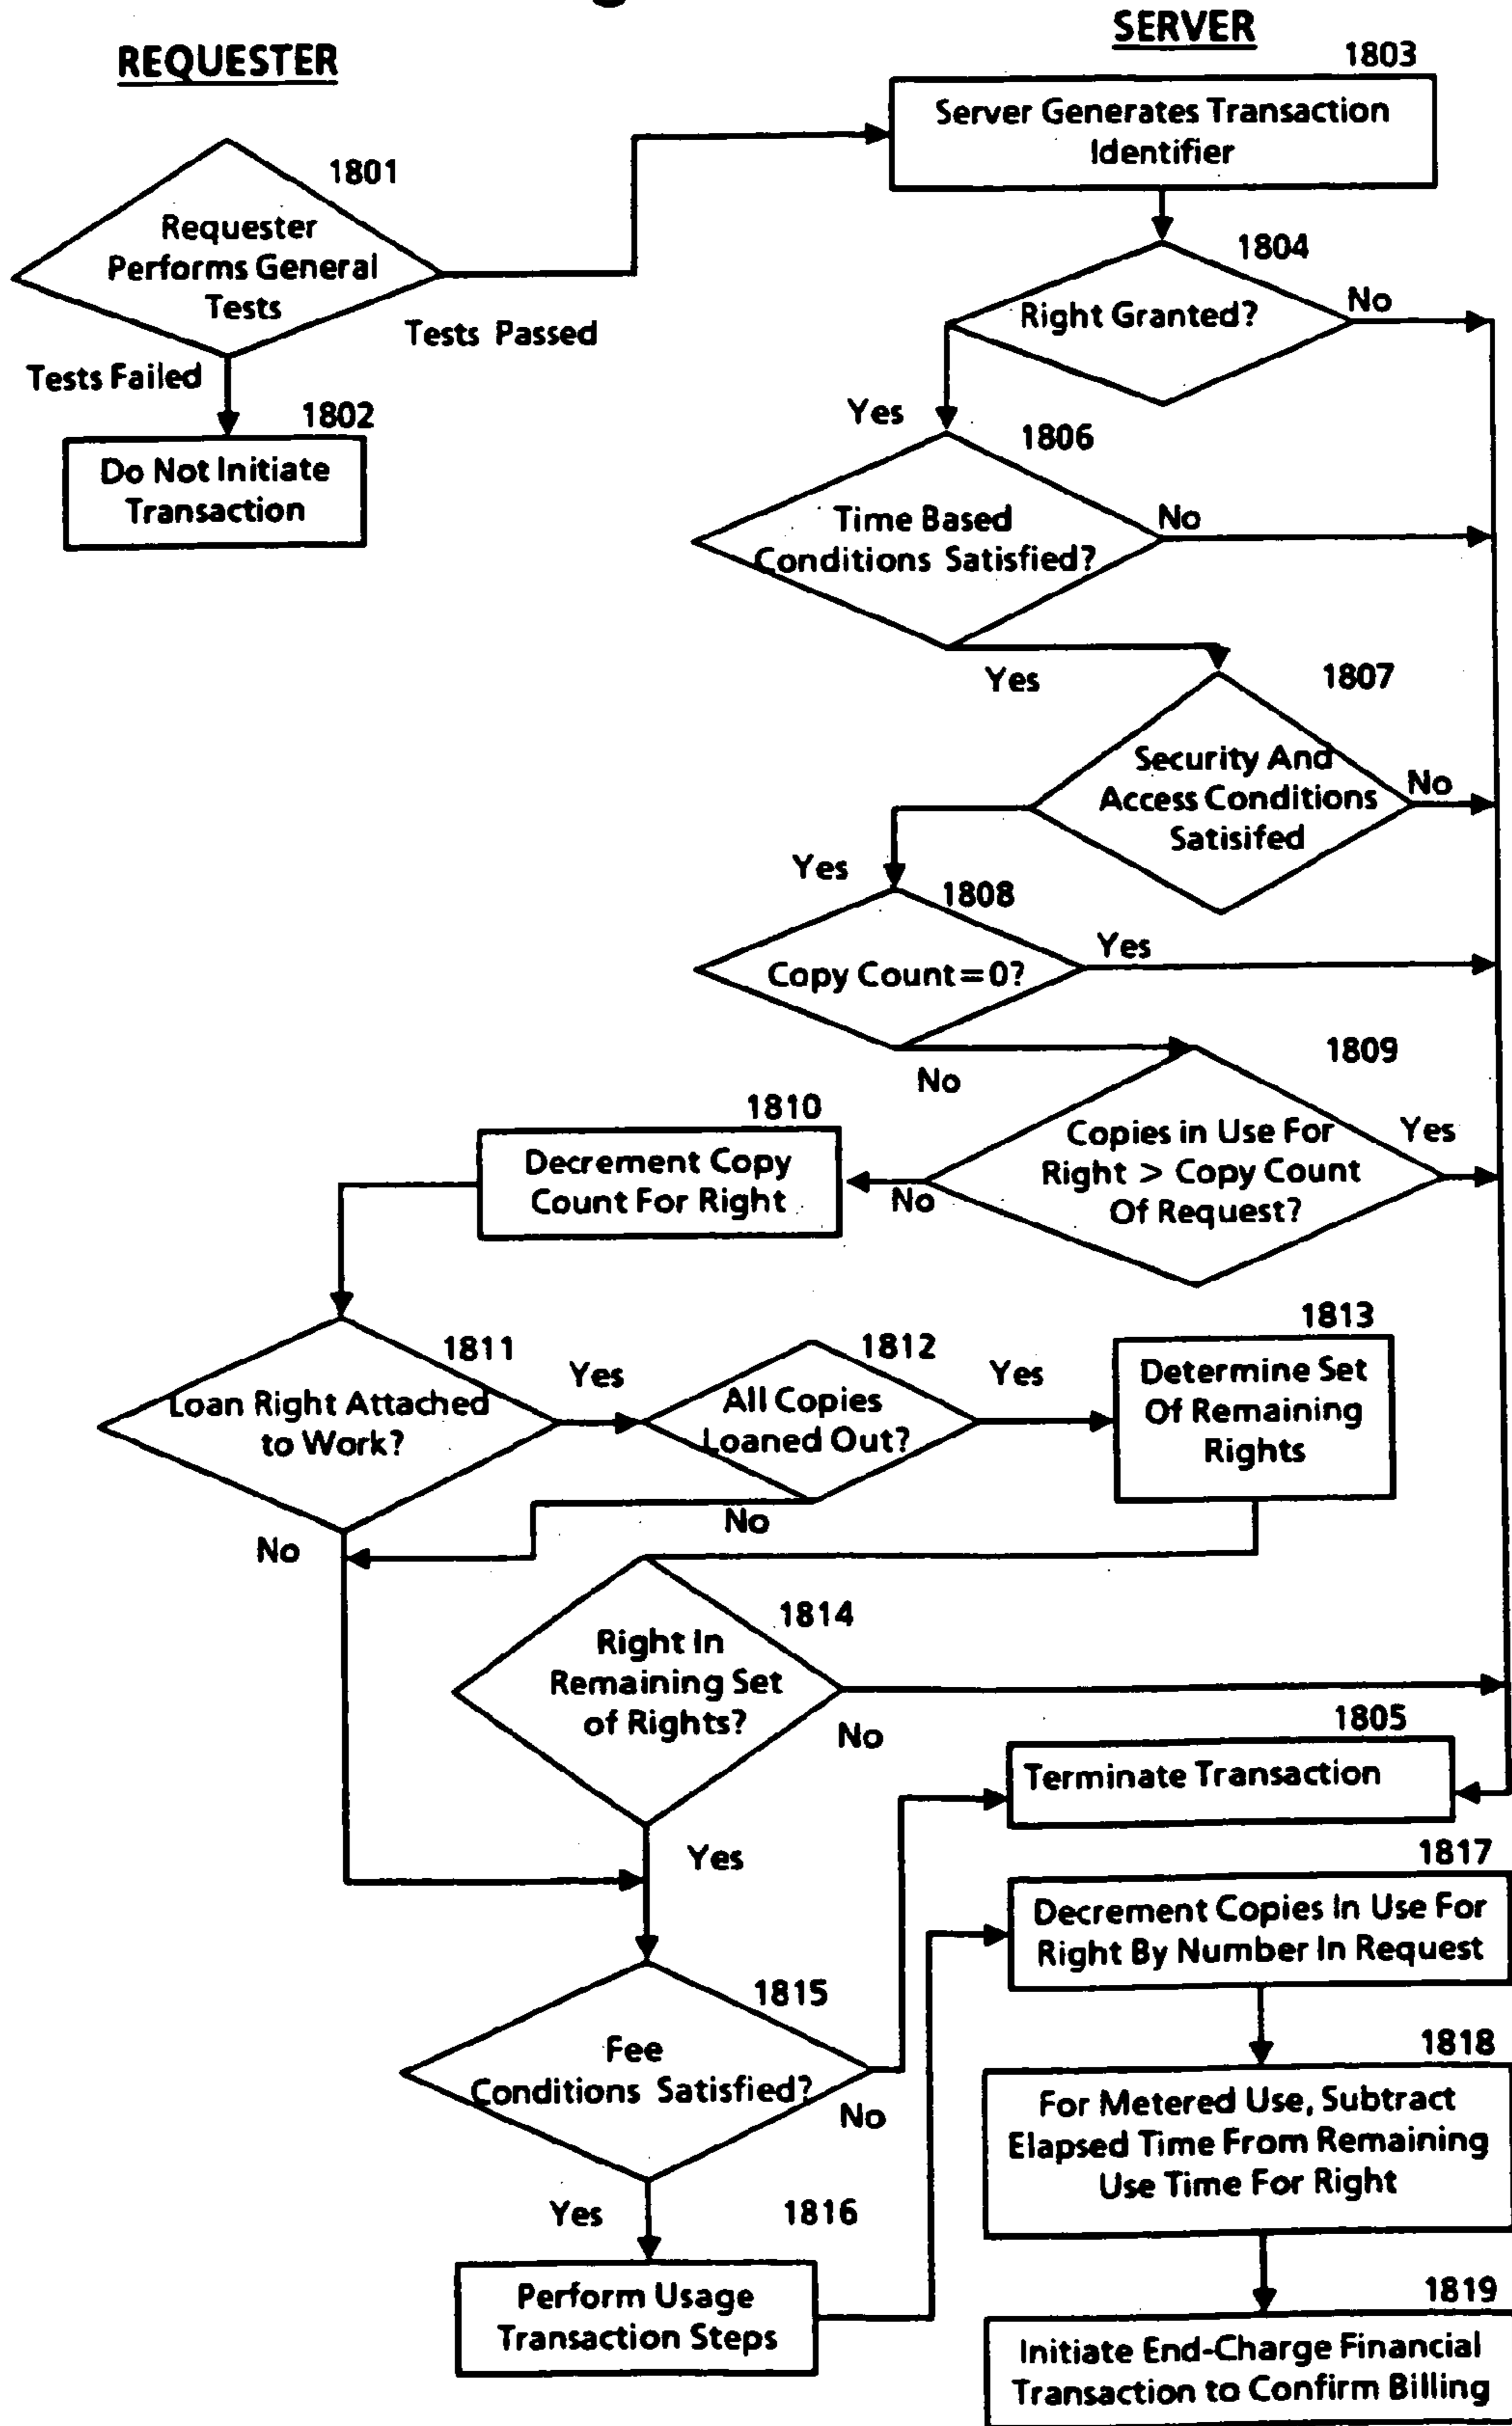 REQUESTER
SERVER
1803
Server Generates Transaction
Identifier
1801
Requester
Performs General
Tests
Tests Passed
Tests Failed
1802
Do Not Initiate
Transaction
1804
Right Granted?
No
Yes
1806
Time Based
Conditions Satisfied?
No
Yes
1807
Security And
Access Conditions
Satisifed
No
Yes
1808
Copy Count=0?
Yes
No
1809
Copies in Use For
Right > Copy Count
Of Request?
Yes
No
1810
Decrement Copy
Count For Right
1811
Loan Right Attached
to Work?
Yes
No
1812
All Copies
Loaned Out?
Yes
No
1813
Determine Set
Of Remaining
Rights
1814
Right In
Remaining Set
of Rights?
No
Yes
1805
Terminate Transaction
1815
Fee
Conditions Satisfied?
No
Yes
1816
Perform Usage
Transaction Steps
1817
Decrement Copies In Use For
Right By Number In Request
1818
For Metered Use, Subtract
Elapsed Time From Remaining
Use Time For Right
1819
Initiate End-Charge Financial
Transaction to Confirm Billing